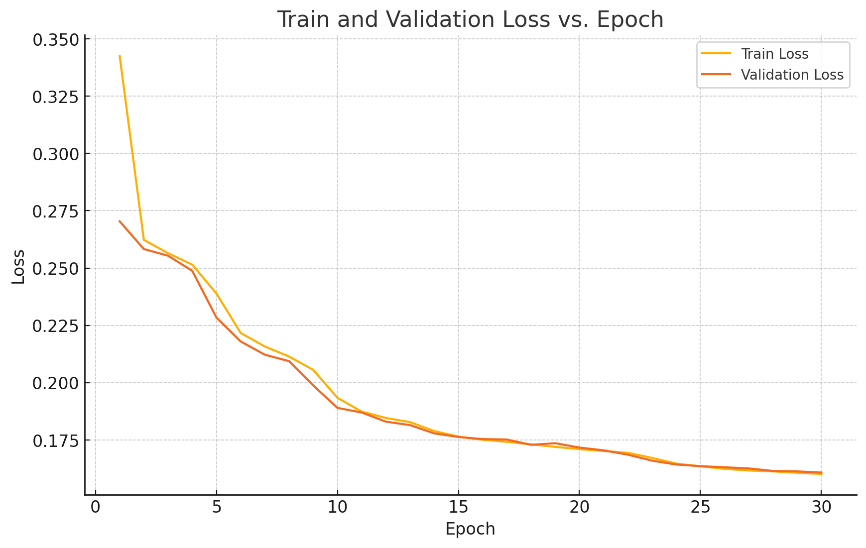 Train and Validation Loss vs. Epoch
Train Loss
Validation Loss
0.350
0.325
0.300
0.275
0.250
0.225
0.200
0.175
Loss
0 5 10 15 20 25 30
Epoch